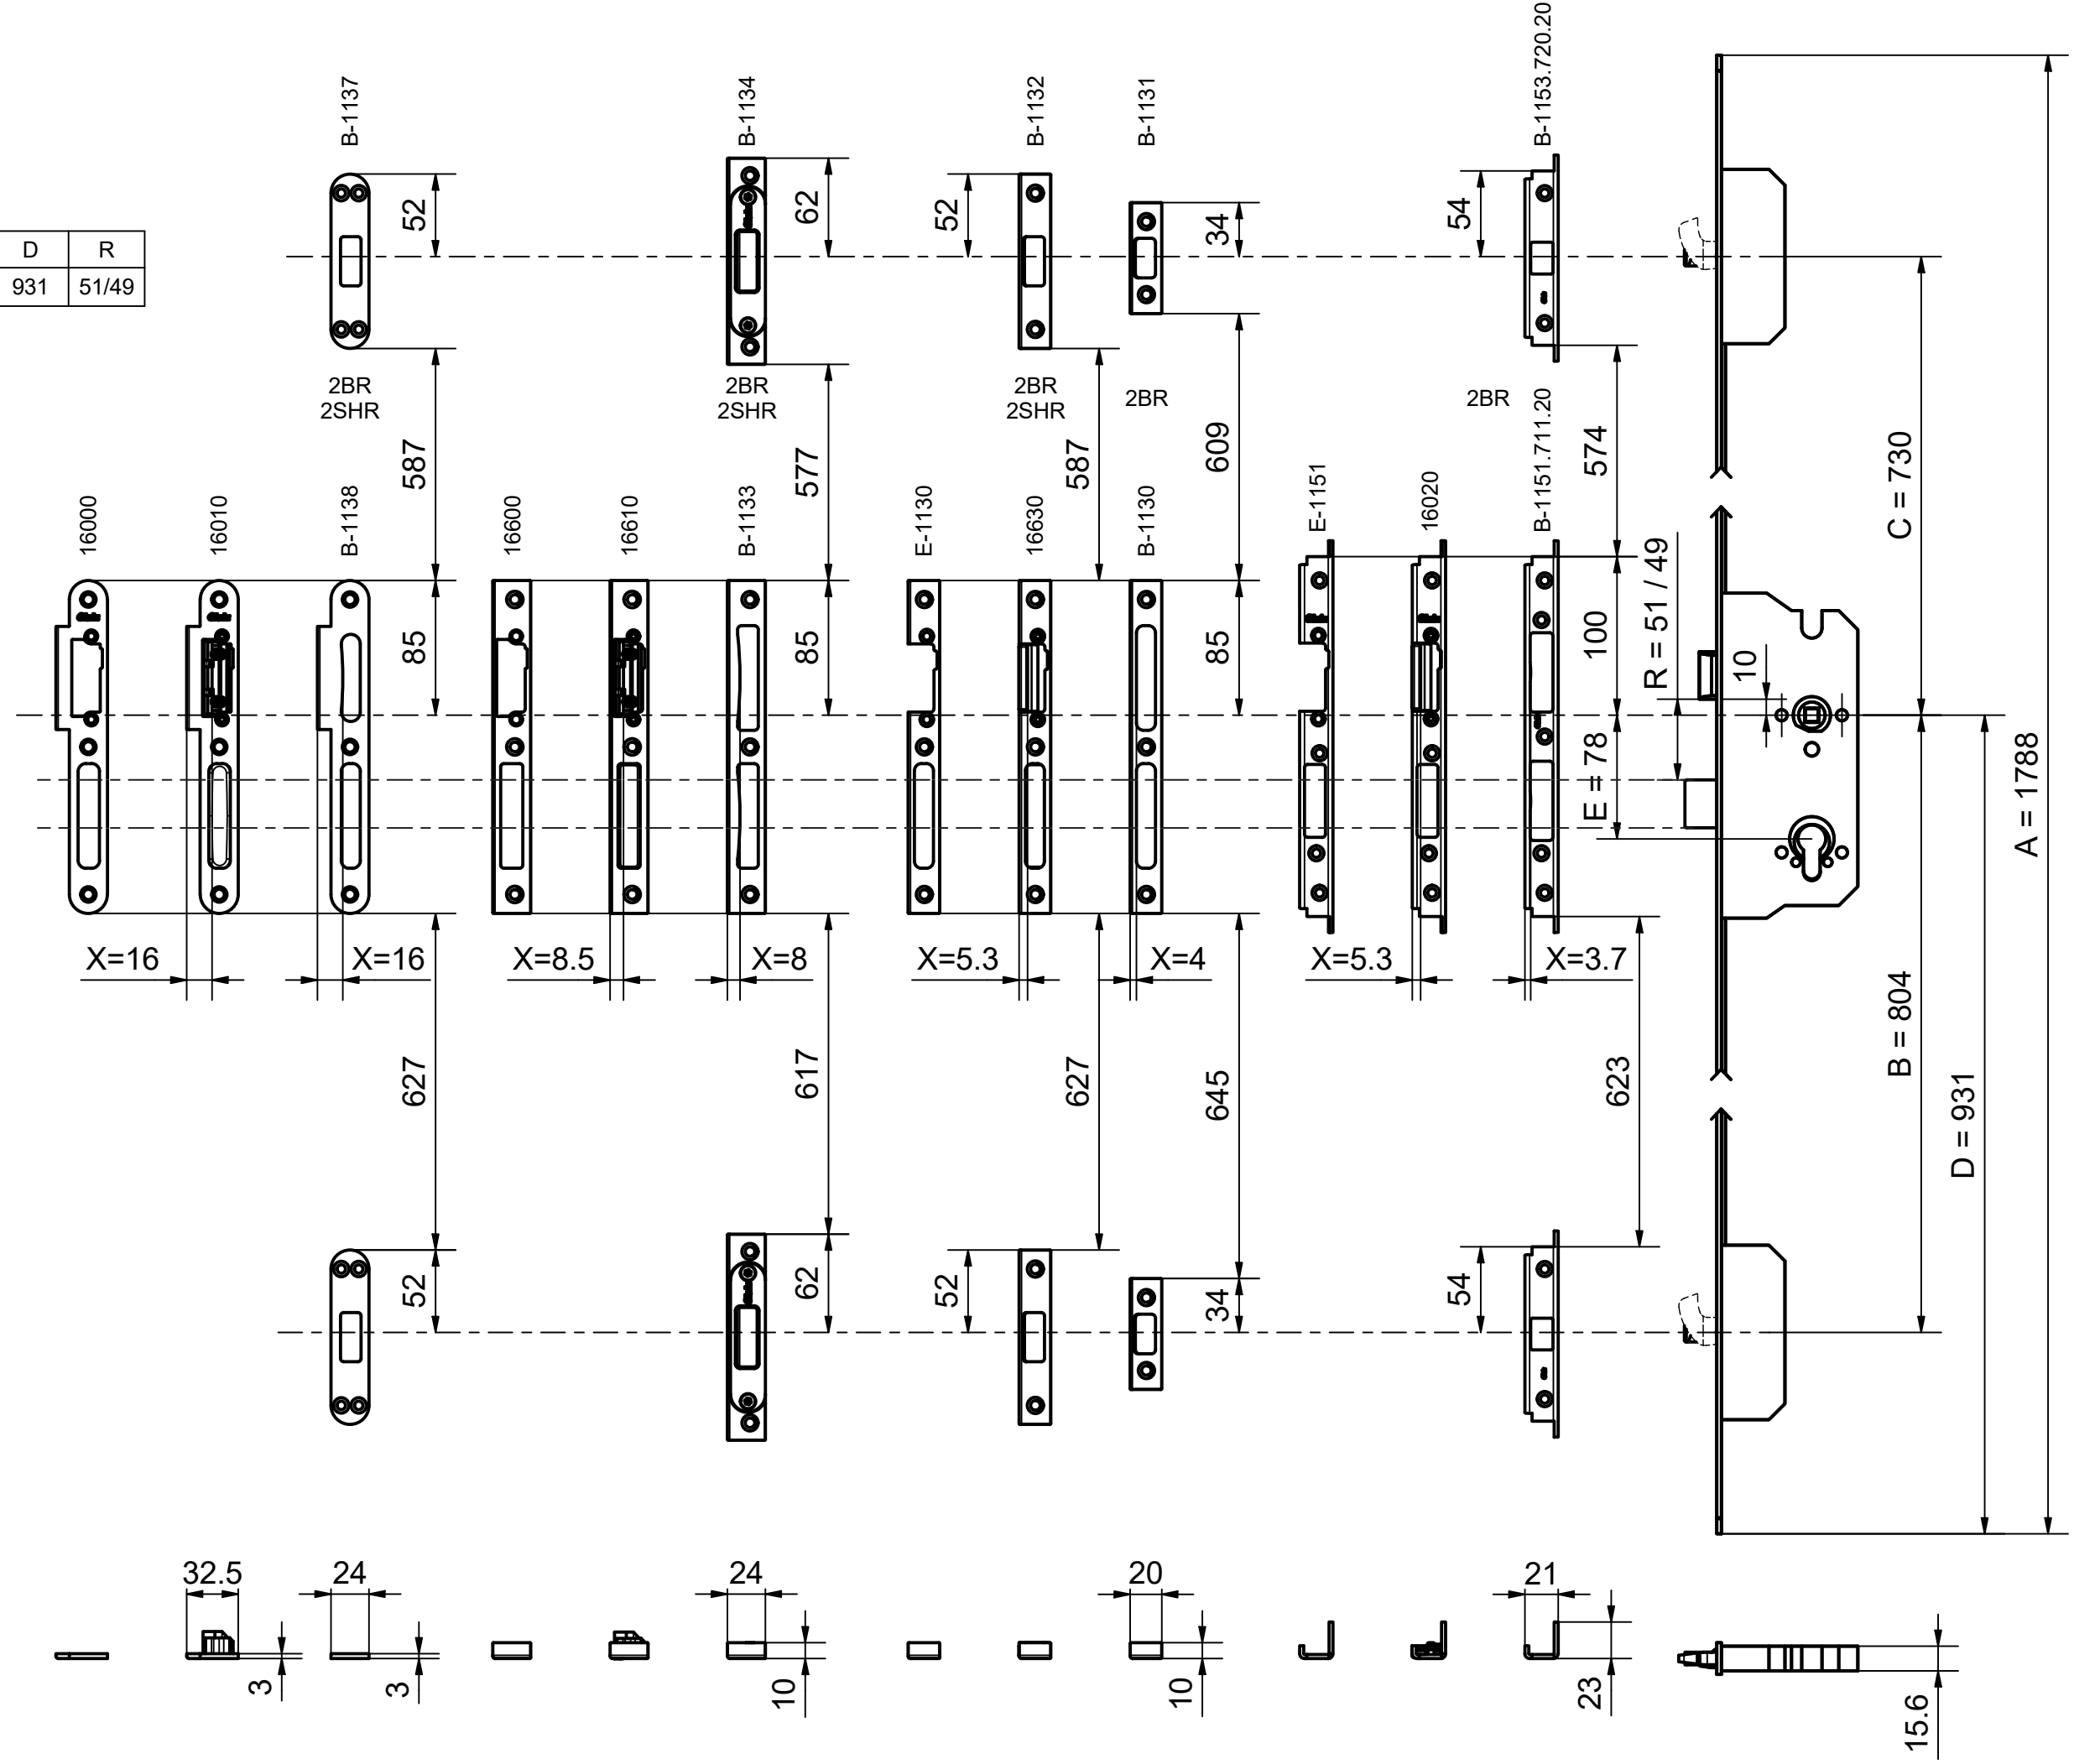 B-1137
B-1134
B-1132
B-1131
B-1153.720.20
52
62
52
34
54
D R
931 51/49
2BR
2SHR
2BR
2SHR
2BR
2SHR
2BR
2BR
587
577
587
609
574
C = 730
16000
16010
B-1138
16600
16610
B-1133
E-1130
16630
B-1130
E-1151
16020
B-1151.711.20
85
85
85
100
R = 51 / 49
10
E = 78
A = 1788
X=16
X=16
X=8.5
X=8
X=5.3
X=4
X=5.3
X=3.7
627
617
627
645
623
B = 804
D = 931
52
62
52
34
54
32.5
24
24
20
21
3
3
10
10
23
15.6